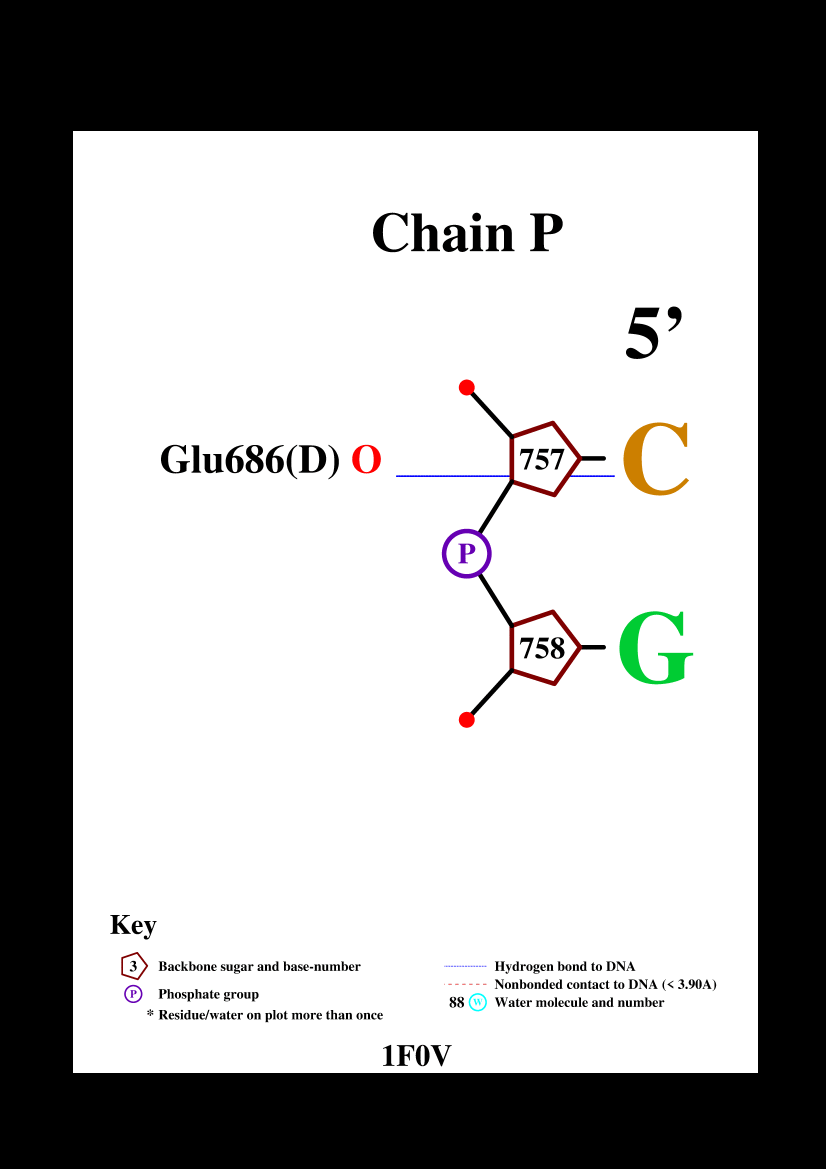 Chain P
5’
Glu686(D) O
757
C
P
758
G
Key
3 Backbone sugar and base-number
P Phosphate group
* Residue/water on plot more than once
Hydrogen bond to DNA
Nonbonded contact to DNA (< 3.90A)
88 W Water molecule and number
1F0V